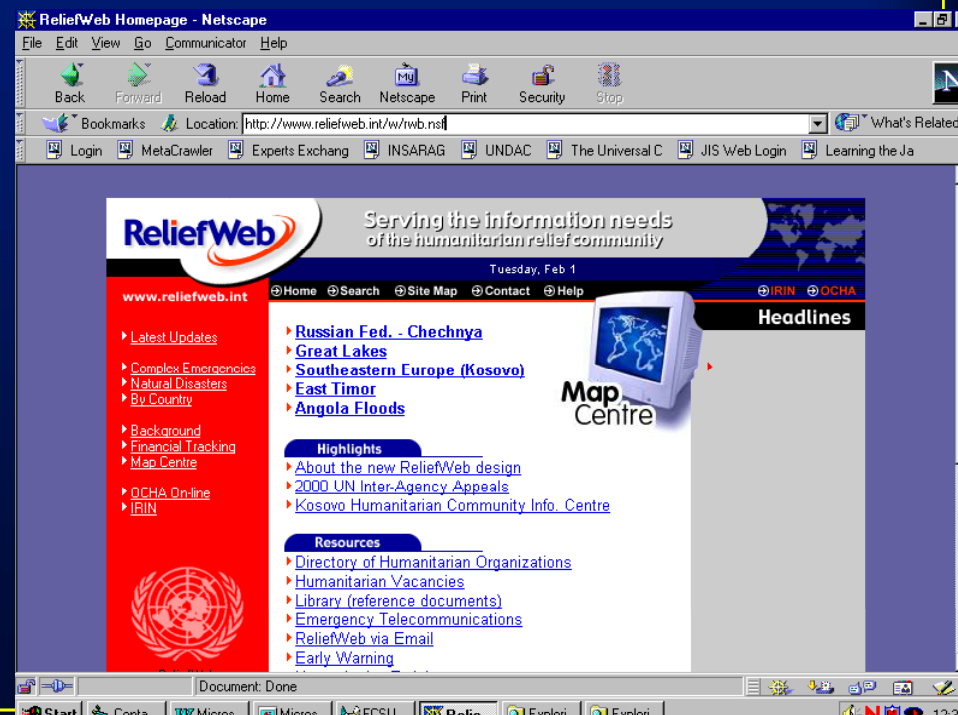 ReliefWeb Homepage - Netscape
File Edit View Go Communicator Help
Back Forward Reload Home Search Netscape Print Security Stop
N
Bookmarks Location: http://www.reliefweb.int/w/rwb.nsf What's Related
Login MetaCrawler Experts Exchang INSARAG UNDAC The Universal C JIS Web Login Learning the Ja
ReliefWeb
Serving the information needs
of the humanitarian relief community
Tuesday, Feb 1
www.reliefweb.int
Home Search Site Map Contact Help IRIN OCHA
Headlines
Latest Updates
Complex Emergencies
Natural Disasters
By Country
Background
Financial Tracking
Map Centre
OCHA On-line
IRIN
Russian Fed. - Chechnya
Great Lakes
Southeastern Europe (Kosovo)
East Timor
Angola Floods
Map
Centre
Highlights
About the new ReliefWeb design
2000 UN Inter-Agency Appeals
Kosovo Humanitarian Community Info. Centre
Resources
Directory of Humanitarian Organizations
Humanitarian Vacancies
Library (reference documents)
Emergency Telecommunications
ReliefWeb via Email
Early Warning
Document: Done
Start Conta Micros Micros FCSU Relie Explori Explori